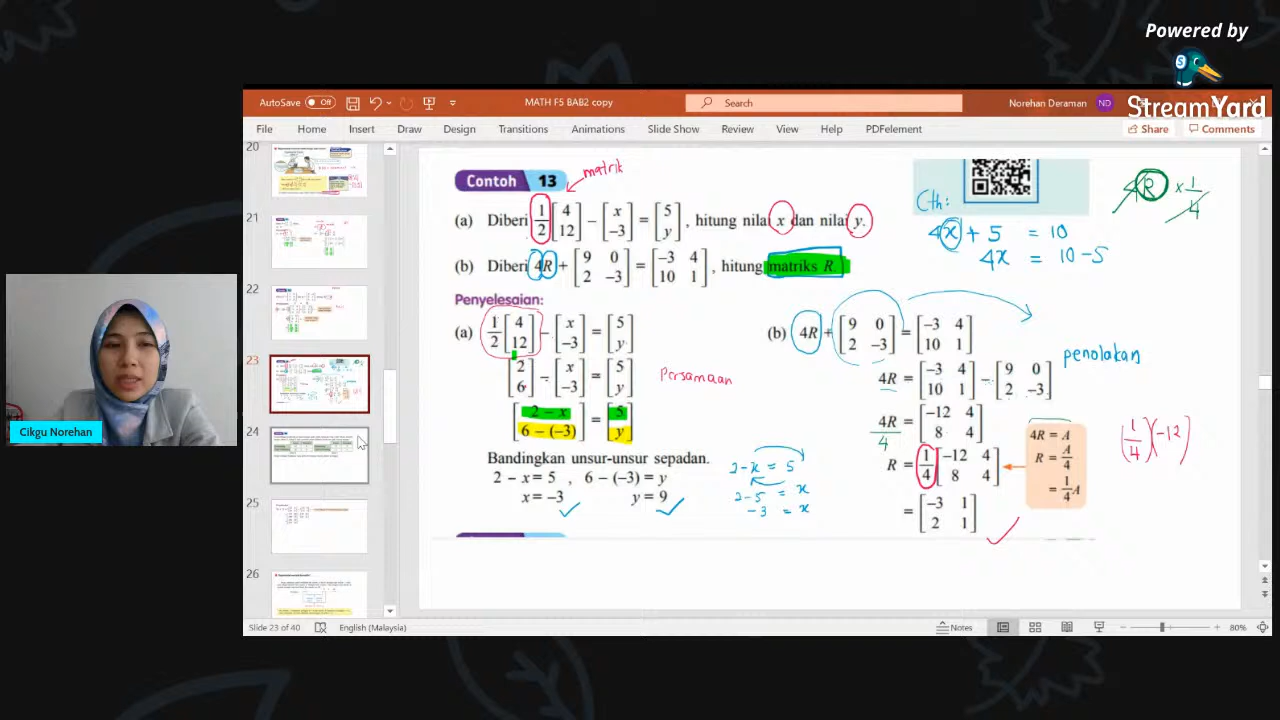 Powered by
StreamYard
AutoSave Off
MATH F5 BAB2 copy
Search
Norehan Deraman ND
File Home Insert Draw Design Transitions Animations Slide Show Review View Help PDFelement
Share Comments
20
21
22
23
24
25
26
Contoh 13
matrik
(a) Diberi 1/2 [4 12] − [x −3] = [5 y], hitung nilai x dan nilai y.
(b) Diberi 4R + [9 0; 2 −3] = [−3 4; 10 1], hitung matriks R.
Penyelesaian:
(a) 1/2 [4 12] − [x −3] = [5 y]
[2 6] − [x −3] = [5 y]
Persamaan
[2 − x 6 − (−3)] = [5 y]
Bandingkan unsur-unsur sepadan.
2 − x = 5 , 6 − (−3) = y
x = −3 y = 9
2 - x = 5
2 - 5 = x
-3 = x
Cth:
4x + 5 = 10
4x = 10 - 5
4R × 1/4
(b) 4R + [9 0; 2 −3] = [−3 4; 10 1]
penolakan
4R = [−3 4; 10 1] − [9 0; 2 −3]
4R = [−12 4; 8 4]
4
R = 1/4 [−12 4; 8 4]
= [−3 1; 2 1]
4R = A
R = A/4
= 1/4 A
(1/4)(-12)
Cikgu Norehan
Slide 23 of 40 English (Malaysia) Notes 80%